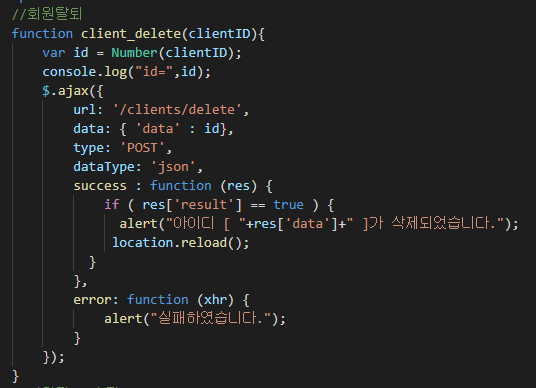 //회원탈퇴
function client_delete(clientID){
    var id = Number(clientID);
    console.log("id=",id);
    $.ajax({
        url: '/clients/delete',
        data: { 'data' : id},
        type: 'POST',
        dataType: 'json',
        success : function (res) {
            if ( res['result'] == true ) {
              alert("아이디 [ "+res['data']+" ]가 삭제되었습니다.");
             location.reload();
          }
        },
        error: function (xhr) {
            alert("실패하였습니다.");
        }
    });
}